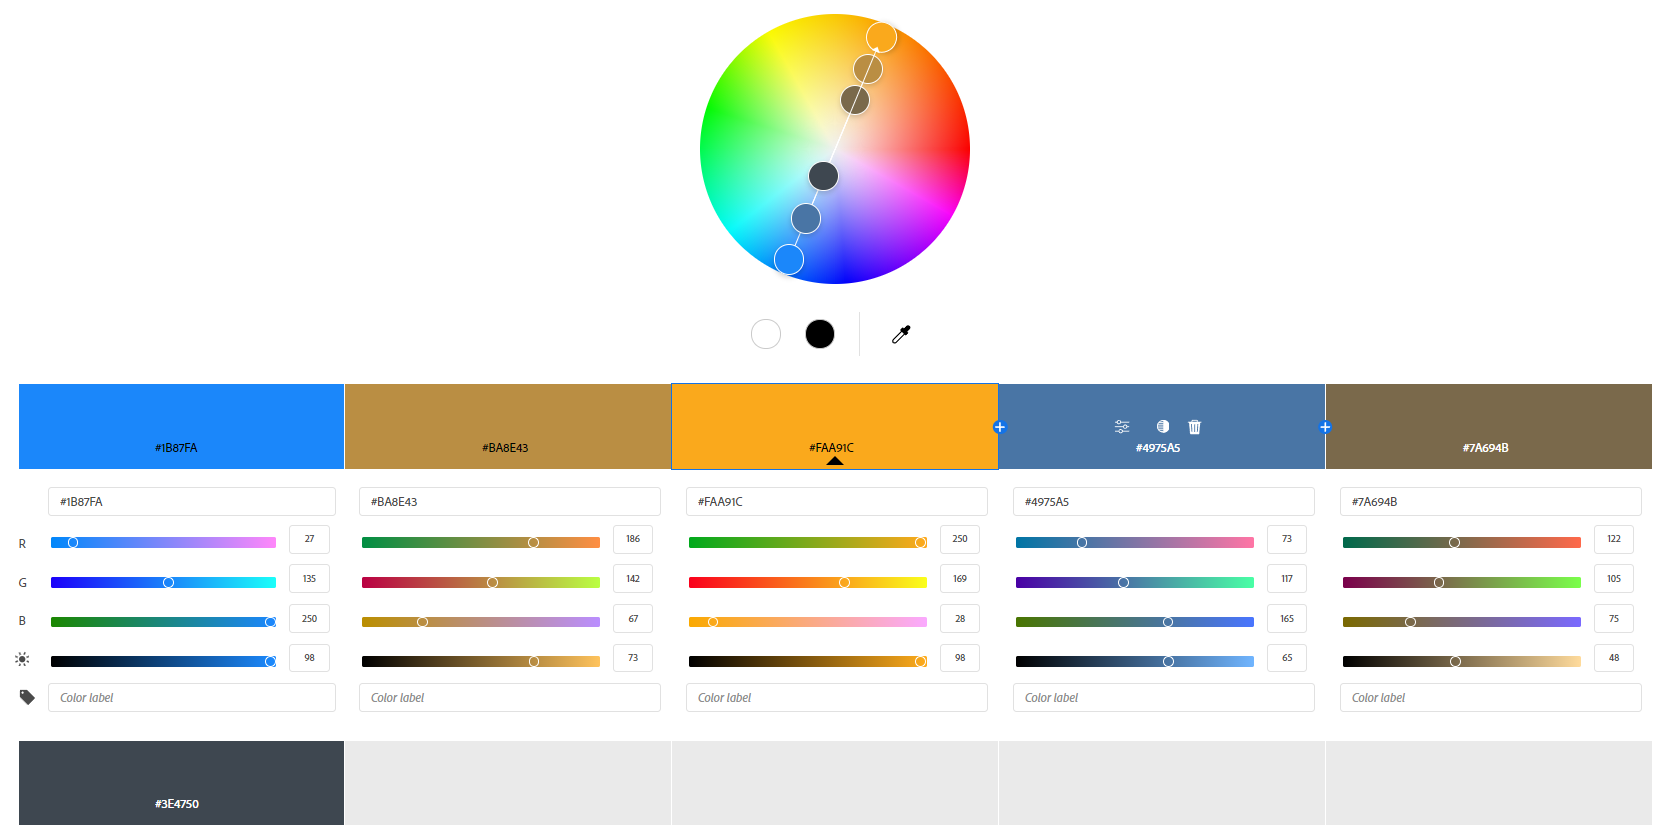 #1B87FA #BA8E43 #FAA91C #4975A5 #7A694B
#1B87FA #BA8E43 #FAA91C #4975A5 #7A694B
R 27 186 250 73 122
G 135 142 169 117 105
B 250 67 28 165 75
98 73 98 65 48
Color label Color label Color label Color label Color label
#3E4750